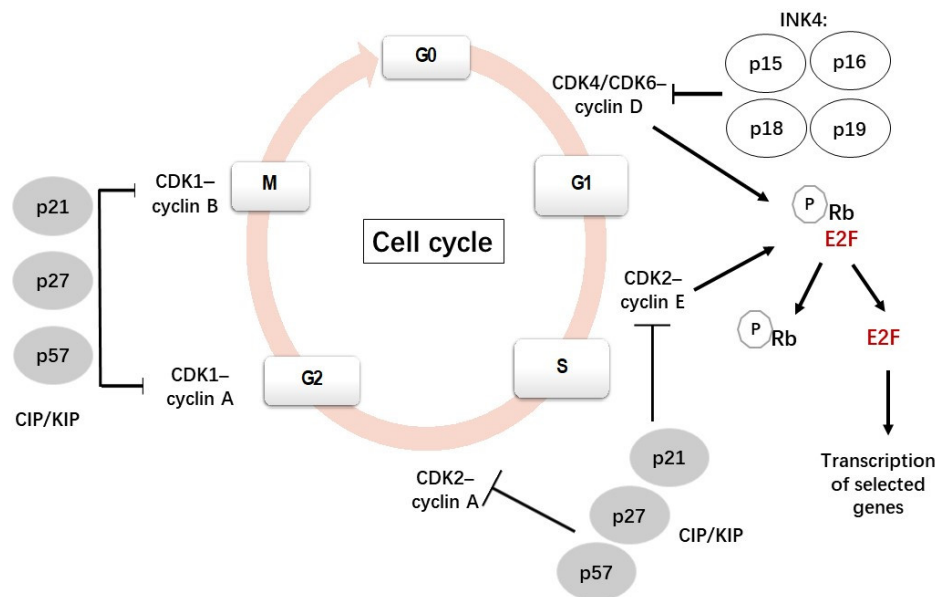 INK4:
G0
p15
p16
CDK4/CDK6–
cyclin D
p18
p19
M
G1
CDK1–
cyclin B
p21
P
Rb
E2F
Cell cycle
p27
CDK2–
cyclin E
P
Rb
E2F
p57
CDK1–
cyclin A
G2
S
CIP/KIP
p21
Transcription
of selected
genes
CDK2–
cyclin A
p27
CIP/KIP
p57